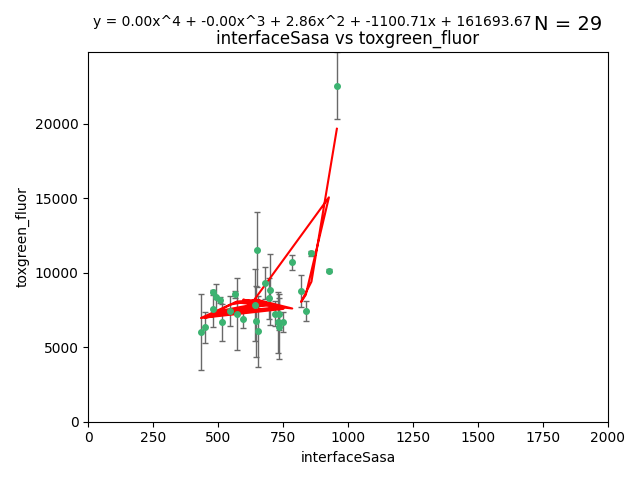 y = 0.00x^4 + -0.00x^3 + 2.86x^2 + -1100.71x + 161693.67
N = 29
interfaceSasa vs toxgreen_fluor
20000
15000
10000
5000
0
toxgreen_fluor
0 250 500 750 1000 1250 1500 1750 2000
interfaceSasa